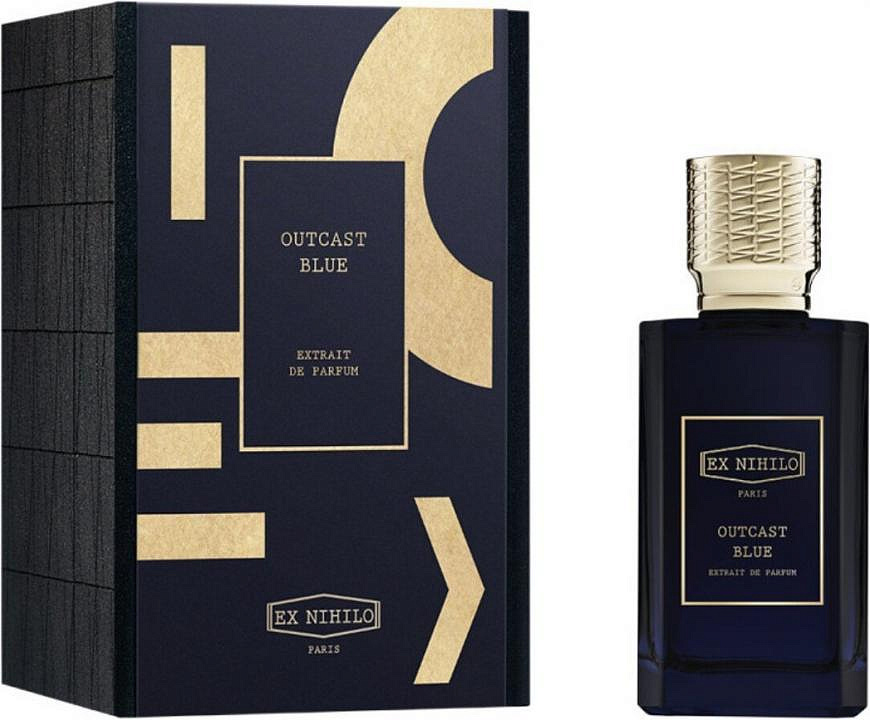 OUTCAST
BLUE
EXTRAIT
DE PARFUM
EX NIHILO
PARIS
EX NIHILO
PARIS
OUTCAST
BLUE
EXTRAIT DE PARFUM